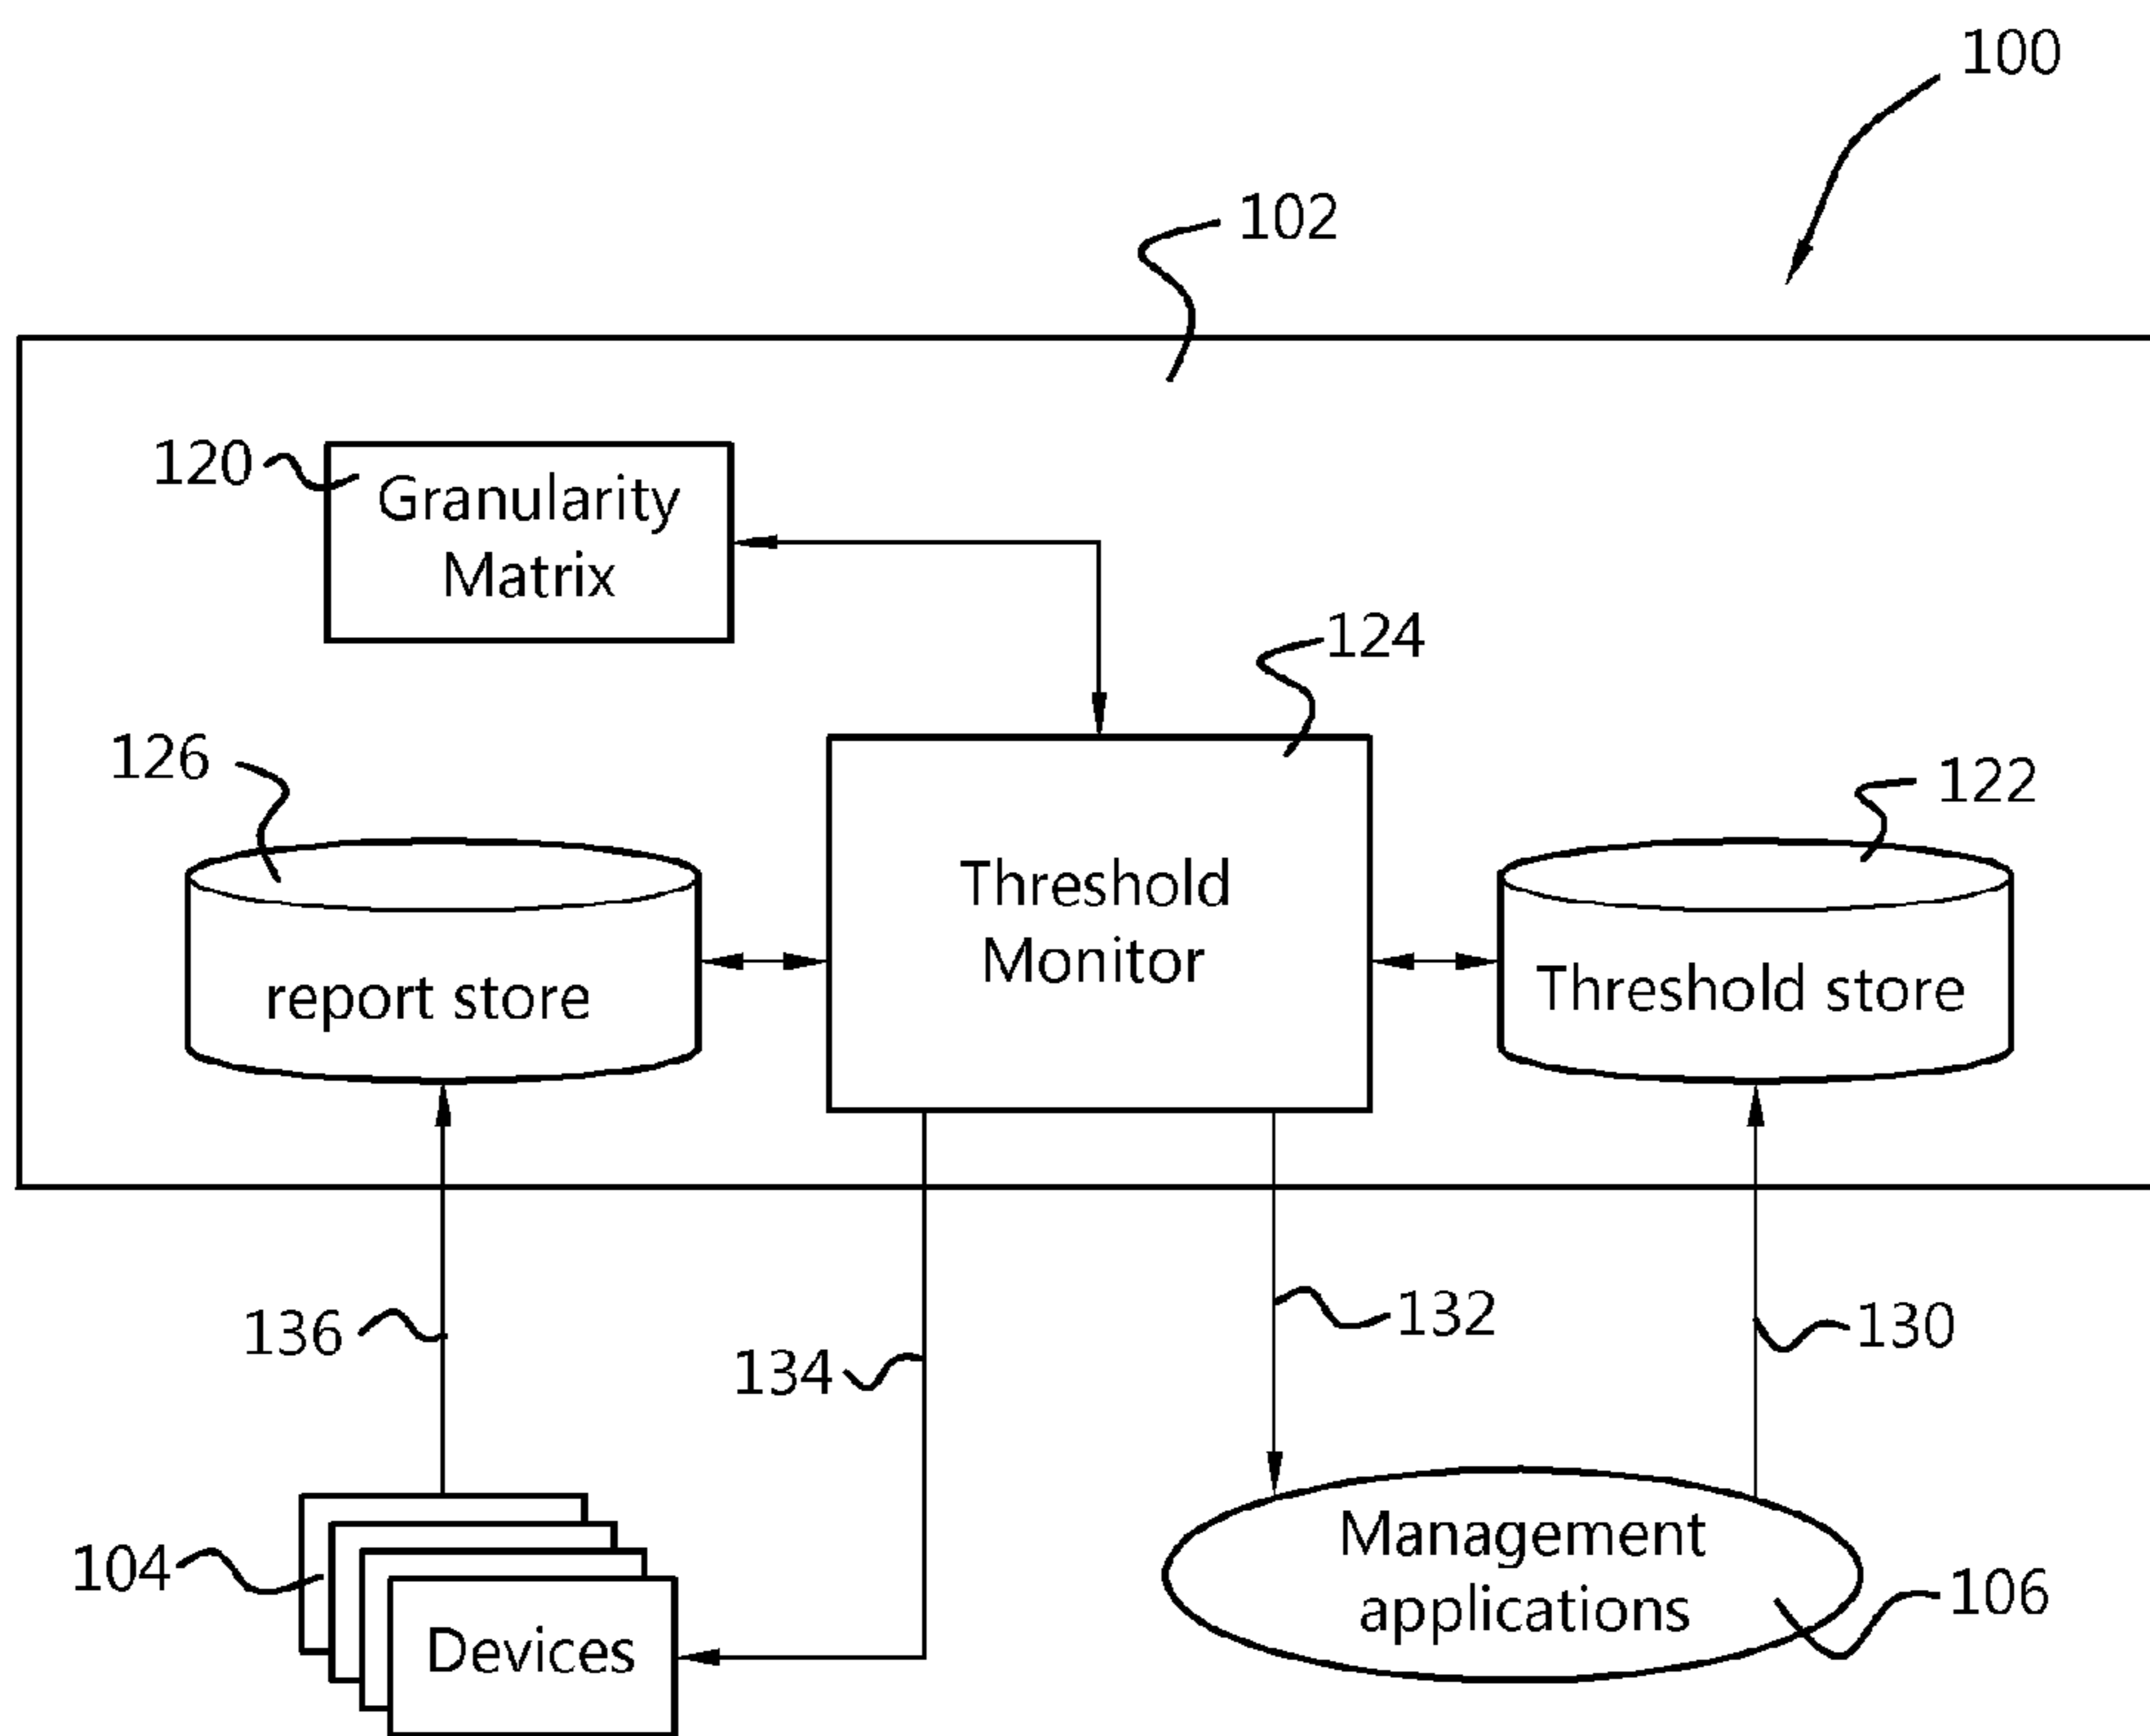 100
102
120
Granularity
Matrix
124
126
122
Threshold
Monitor
report store
Threshold store
136
134
132
130
104
Devices
Management
applications
106